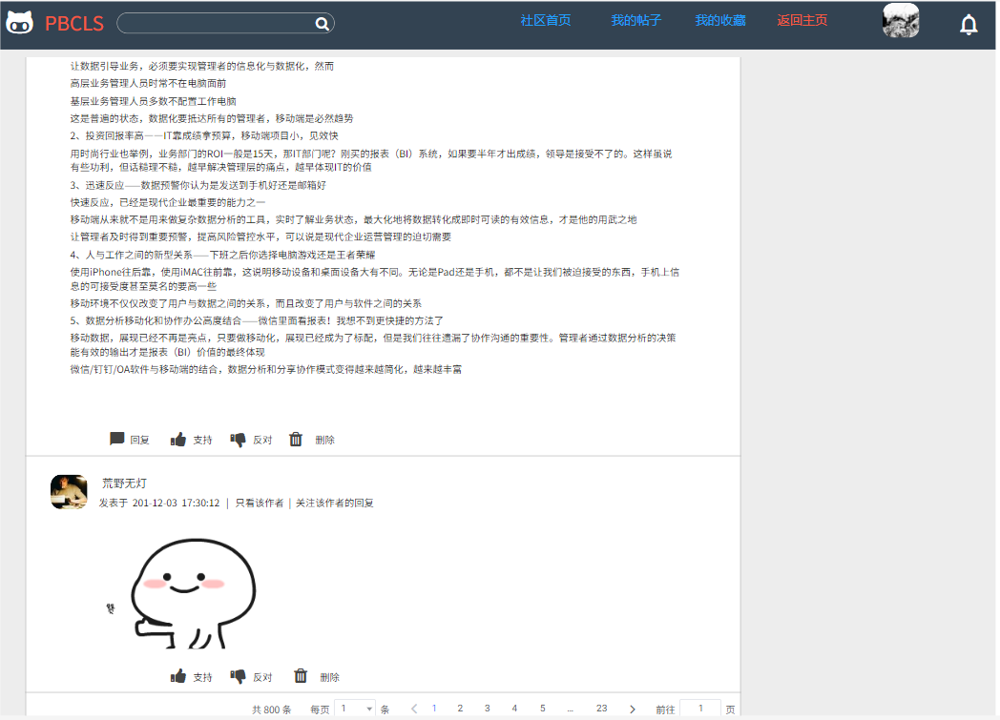 PBCLS 社区首页 我的帖子 我的收藏 返回主页
让数据引导业务，必须要实现管理者的信息化与数据化，然而
高层业务管理人员时常不在电脑面前
基层业务管理人员多数不配置工作电脑
这是普遍的状态，数据化要抵达所有的管理者，移动端是必然趋势
2、投资回报率高——IT靠成绩拿预算，移动端项目小，见效快
用时尚行业也举例，业务部门的ROI一般是15天，那IT部门呢？刚买的报表（BI）系统，如果要半年才出成绩，领导是接受不了的。这样虽说
有些功利，但话糙理不糙，越早解决管理层的痛点，越早体现IT的价值
3、迅速反应——数据预警你认为是发送到手机好还是邮箱好
快速反应，已经是现代企业最重要的能力之一
移动端从来就不是用来做复杂数据分析的工具，实时了解业务状态，最大化地将数据转化成即时可读的有效信息，才是他的用武之地
让管理者及时得到重要预警，提高风险管控水平，可以说是现代企业运营管理的迫切需要
4、人与工作之间的新型关系——下班之后你选择电脑游戏还是王者荣耀
使用iPhone往后靠，使用iMAC往前靠，这说明移动设备和桌面设备大有不同。无论是Pad还是手机，都不是让我们被迫接受的东西，手机上信
息的可接受度甚至莫名的要高一些
移动环境不仅仅改变了用户与数据之间的关系，而且改变了用户与软件之间的关系
5、数据分析移动化和协作办公高度结合——微信里面看报表！我想不到更快捷的方法了
移动数据，展现已经不再是亮点，只要做移动化，展现已经成为了标配，但是我们往往遗漏了协作沟通的重要性。管理者通过数据分析的决策
能有效的输出才是报表（BI）价值的最终体现
微信/钉钉/OA软件与移动端的结合，数据分析和分享协作模式变得越来越简化，越来越丰富
回复 支持 反对 删除
荒野无灯
发表于 201-12-03 17:30:12 | 只看该作者 | 关注该作者的回复
支持 反对 删除
共 800 条 每页 1 条 1 2 3 4 5 ... 23 前往 1 页